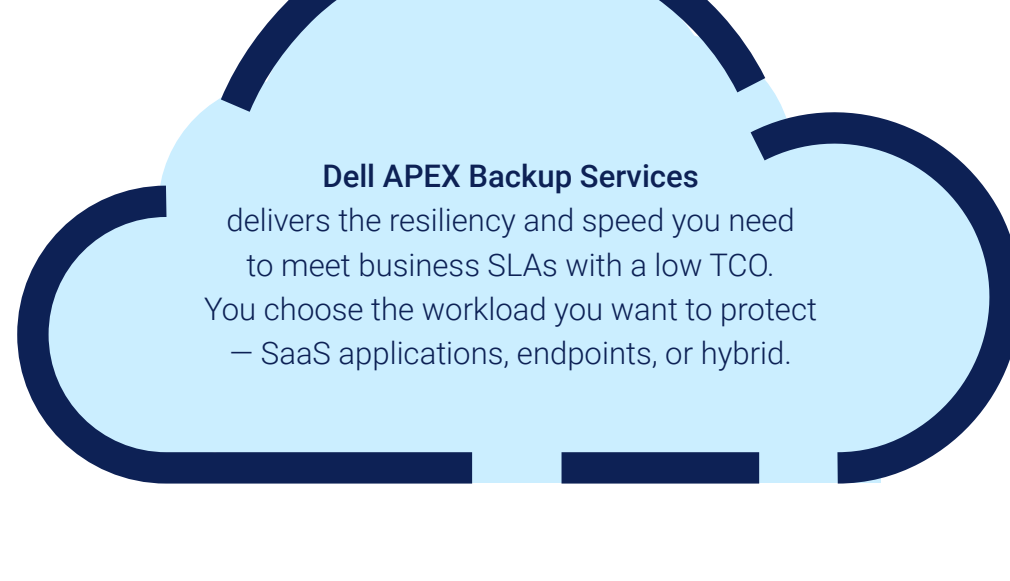 Dell APEX Backup Services
delivers the resiliency and speed you need
to meet business SLAs with a low TCO.
You choose the workload you want to protect
— SaaS applications, endpoints, or hybrid.